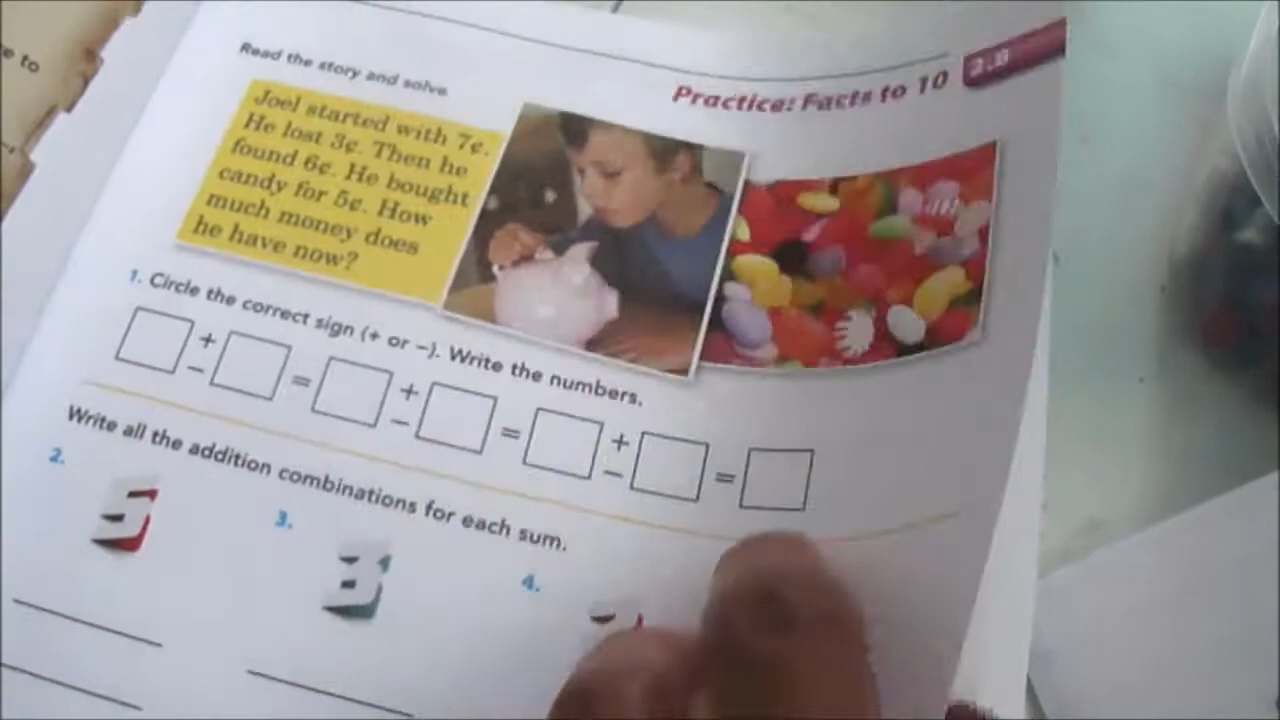 e to
Read the story and solve
Practice: Facts to 10
2.8
Joel started with 7¢.
He lost 3¢. Then he
found 6¢. He bought
candy for 5¢. How
much money does
he have now?
1. Circle the correct sign (+ or −). Write the numbers.
+ − = + − = + − =
Write all the addition combinations for each sum.
2.
3.
4.
5